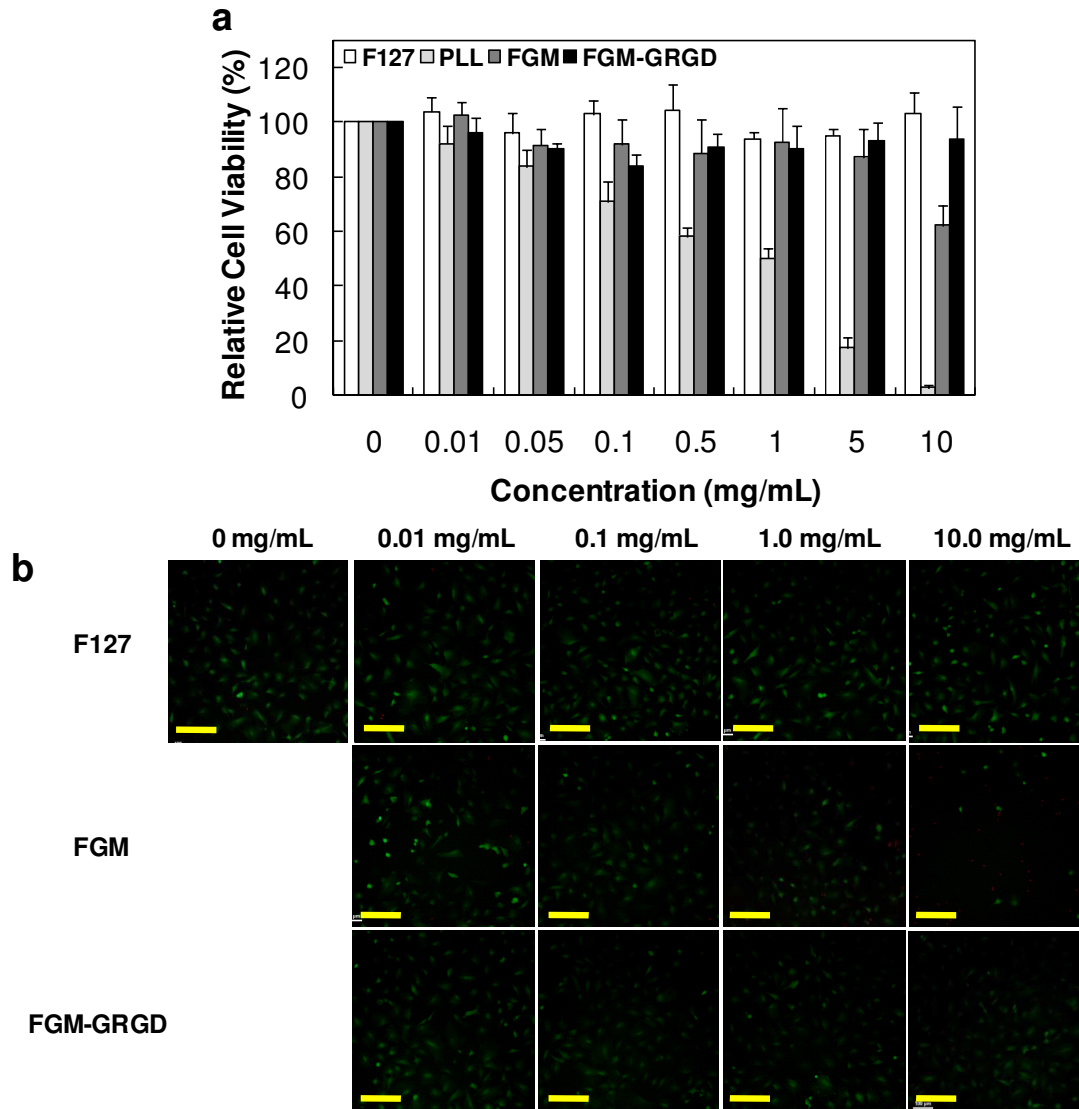 a
F127 PLL FGM FGM-GRGD
Relative Cell Viability (%)
120
100
80
60
40
20
0
0 0.01 0.05 0.1 0.5 1 5 10
Concentration (mg/mL)
b
0 mg/mL 0.01 mg/mL 0.1 mg/mL 1.0 mg/mL 10.0 mg/mL
F127
FGM
FGM-GRGD